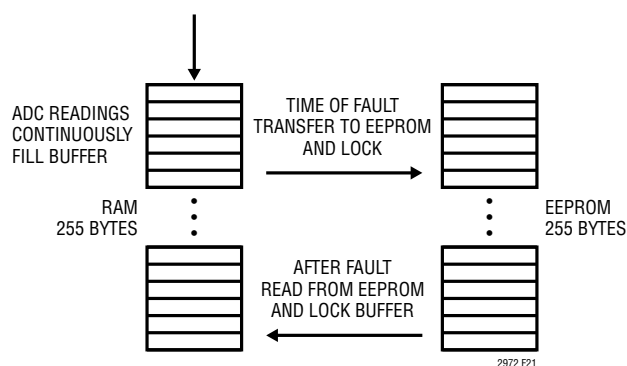 ADC READINGS
CONTINUOUSLY
FILL BUFFER
TIME OF FAULT
TRANSFER TO EEPROM
AND LOCK
RAM
255 BYTES
EEPROM
255 BYTES
AFTER FAULT
READ FROM EEPROM
AND LOCK BUFFER
2972 F21